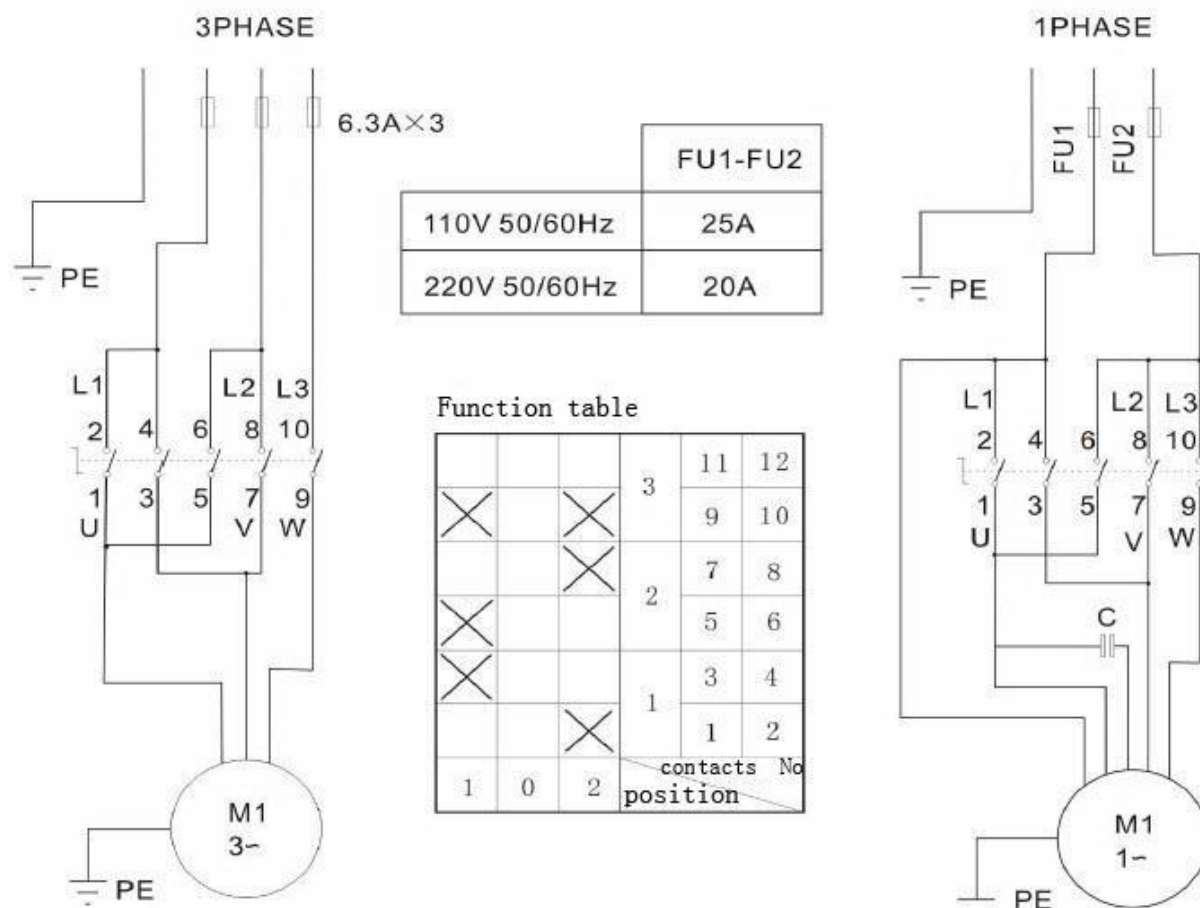 3PHASE
6.3A×3
PE
L1 L2 L3
2 4 6 8 10
1 3 5 7 9
U V W
M1
3~
PE
FU1-FU2
110V 50/60Hz 25A
220V 50/60Hz 20A
Function table
3 11 12
9 10
7 8
2
5 6
3 4
1
1 2
contacts No
1 0 2 position
1PHASE
FU1 FU2
PE
L1 L2 L3
2 4 6 8 10
1 3 5 7 9
U V W
C
M1
1~
PE